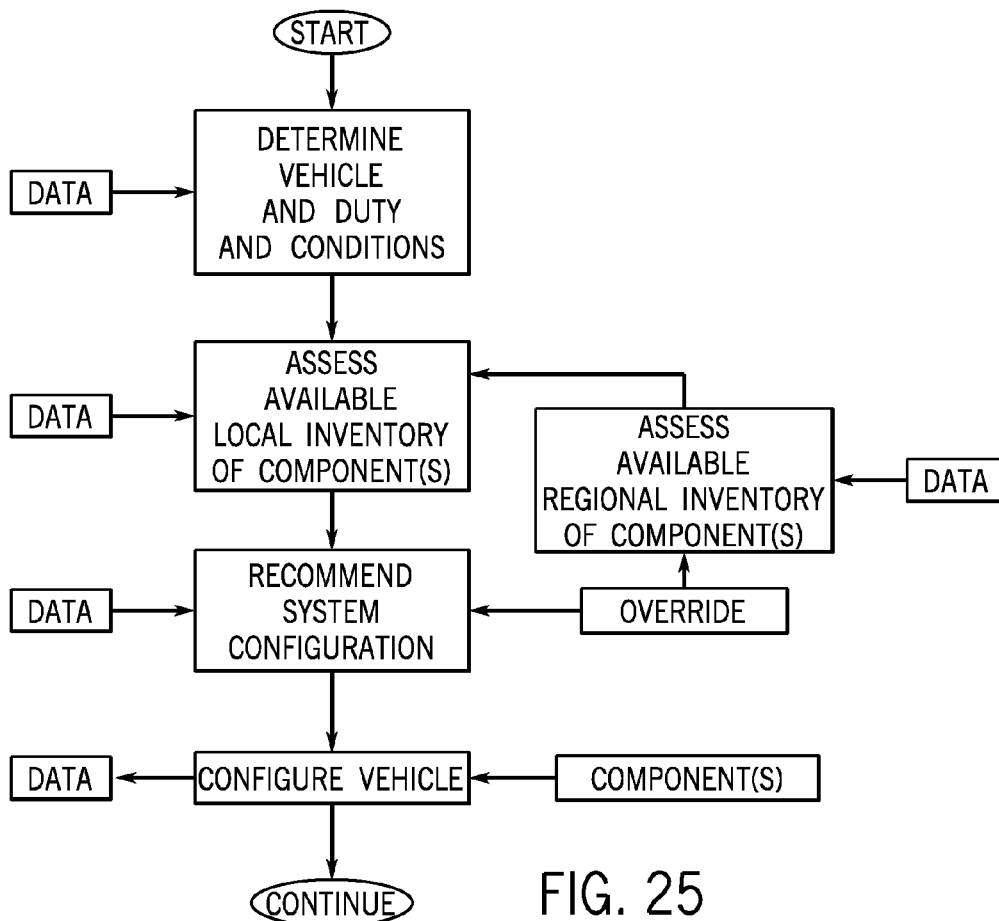 START
DETERMINE
VEHICLE
AND DUTY
AND CONDITIONS
DATA
ASSESS
AVAILABLE
LOCAL INVENTORY
OF COMPONENT(S)
DATA
ASSESS
AVAILABLE
REGIONAL INVENTORY
OF COMPONENT(S)
DATA
RECOMMEND
SYSTEM
CONFIGURATION
DATA
OVERRIDE
DATA
CONFIGURE VEHICLE
COMPONENT(S)
CONTINUE
FIG. 25